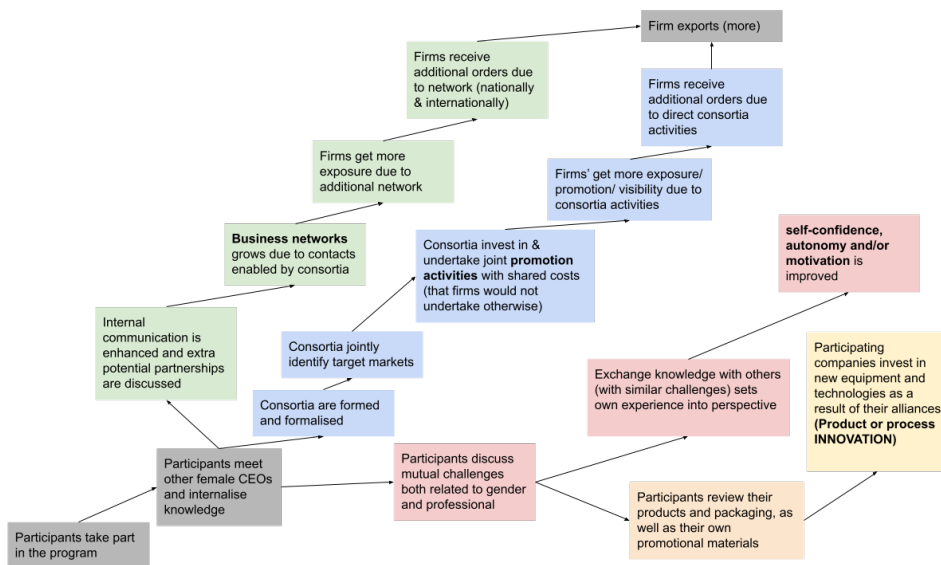 Firm exports (more)
Firms receive
additional orders due
to network (nationally
& internationally)
Firms receive
additional orders due
to direct consortia
activities
Firms get more
exposure due to
additional network
Firms' get more exposure/
promotion/ visibility due to
consortia activities
Business networks
grows due to contacts
enabled by consortia
Consortia invest in &
undertake joint promotion
activities with shared costs
(that firms would not
undertake otherwise)
self-confidence,
autonomy and/or
motivation is
improved
Internal
communication is
enhanced and extra
potential partnerships
are discussed
Consortia jointly
identify target markets
Exchange knowledge with others
(with similar challenges) sets
own experience into perspective
Participating
companies invest in
new equipment and
technologies as a
result of their alliances
(Product or process
INNOVATION)
Consortia are formed
and formalised
Participants meet
other female CEOs
and internalise
knowledge
Participants discuss
mutual challenges
both related to gender
and professional
Participants review their
products and packaging, as
well as their own
promotional materials
Participants take part
in the program